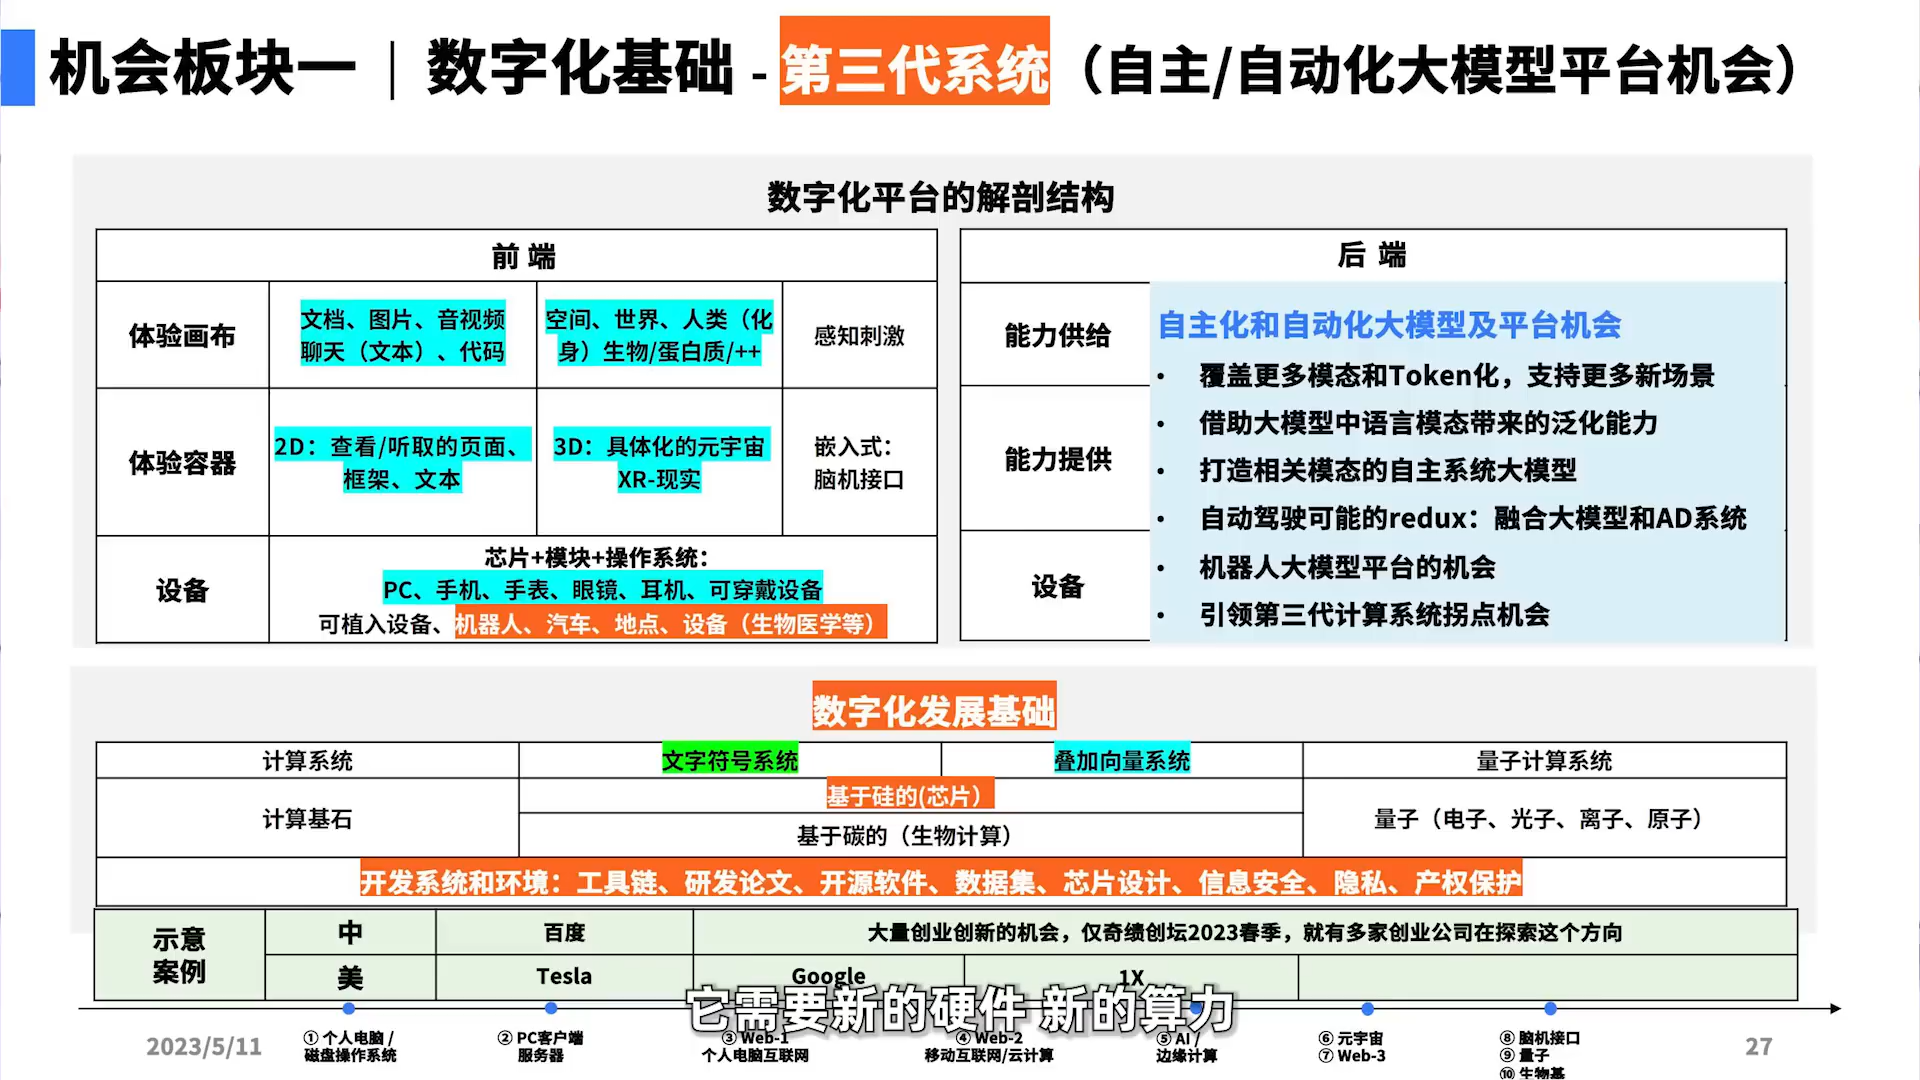 机会板块一｜数字化基础 - 第三代系统（自主/自动化大模型平台机会）
数字化平台的解剖结构
前 端
体验画布
文档、图片、音视频
聊天（文本）、代码
空间、世界、人类（化
身）生物/蛋白质/++
感知刺激
体验容器
2D：查看/听取的页面、
框架、文本
3D：具体化的元宇宙
XR-现实
嵌入式：
脑机接口
设备
芯片+模块+操作系统：
PC、手机、手表、眼镜、耳机、可穿戴设备
可植入设备、机器人、汽车、地点、设备（生物医学等）
后 端
能力供给
能力提供
设备
自主化和自动化大模型及平台机会
• 覆盖更多模态和Token化，支持更多新场景
• 借助大模型中语言模态带来的泛化能力
• 打造相关模态的自主系统大模型
• 自动驾驶可能的redux：融合大模型和AD系统
• 机器人大模型平台的机会
• 引领第三代计算系统拐点机会
数字化发展基础
计算系统
文字符号系统
叠加向量系统
量子计算系统
计算基石
基于硅的(芯片）
基于碳的（生物计算）
量子（电子、光子、离子、原子）
开发系统和环境：工具链、研发论文、开源软件、数据集、芯片设计、信息安全、隐私、产权保护
示意
案例
中
百度
大量创业创新的机会，仅奇绩创坛2023春季，就有多家创业公司在探索这个方向
美
Tesla
Google
1X
它需要新的硬件 新的算力
2023/5/11
① 个人电脑 /
磁盘操作系统
② PC客户端
服务器
③ Web-1
个人电脑互联网
④ Web-2
移动互联网/云计算
⑤ AI /
边缘计算
⑥ 元宇宙
⑦ Web-3
⑧ 脑机接口
⑨ 量子
⑩ 生物基
27